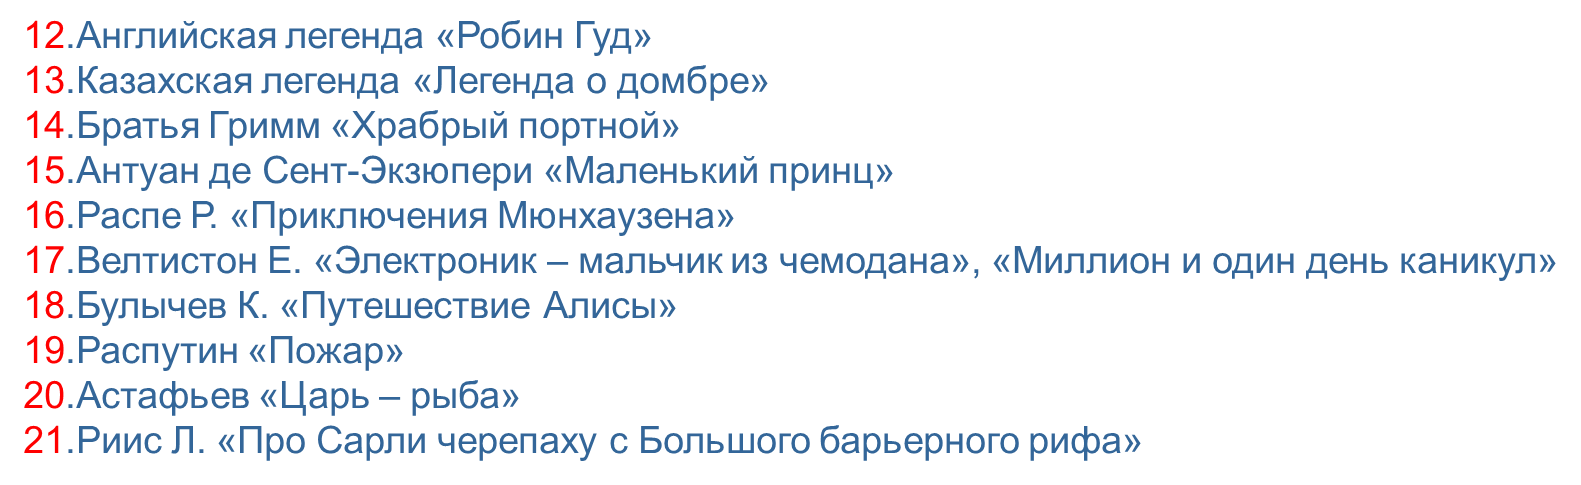 12.Английская легенда «Робин Гуд»
13.Казахская легенда «Легенда о домбре»
14.Братья Гримм «Храбрый портной»
15.Антуан де Сент-Экзюпери «Маленький принц»
16.Распе Р. «Приключения Мюнхаузена»
17.Велтистон Е. «Электроник – мальчик из чемодана», «Миллион и один день каникул»
18.Булычев К. «Путешествие Алисы»
19.Распутин «Пожар»
20.Астафьев «Царь – рыба»
21.Риис Л. «Про Сарли черепаху с Большого барьерного рифа»